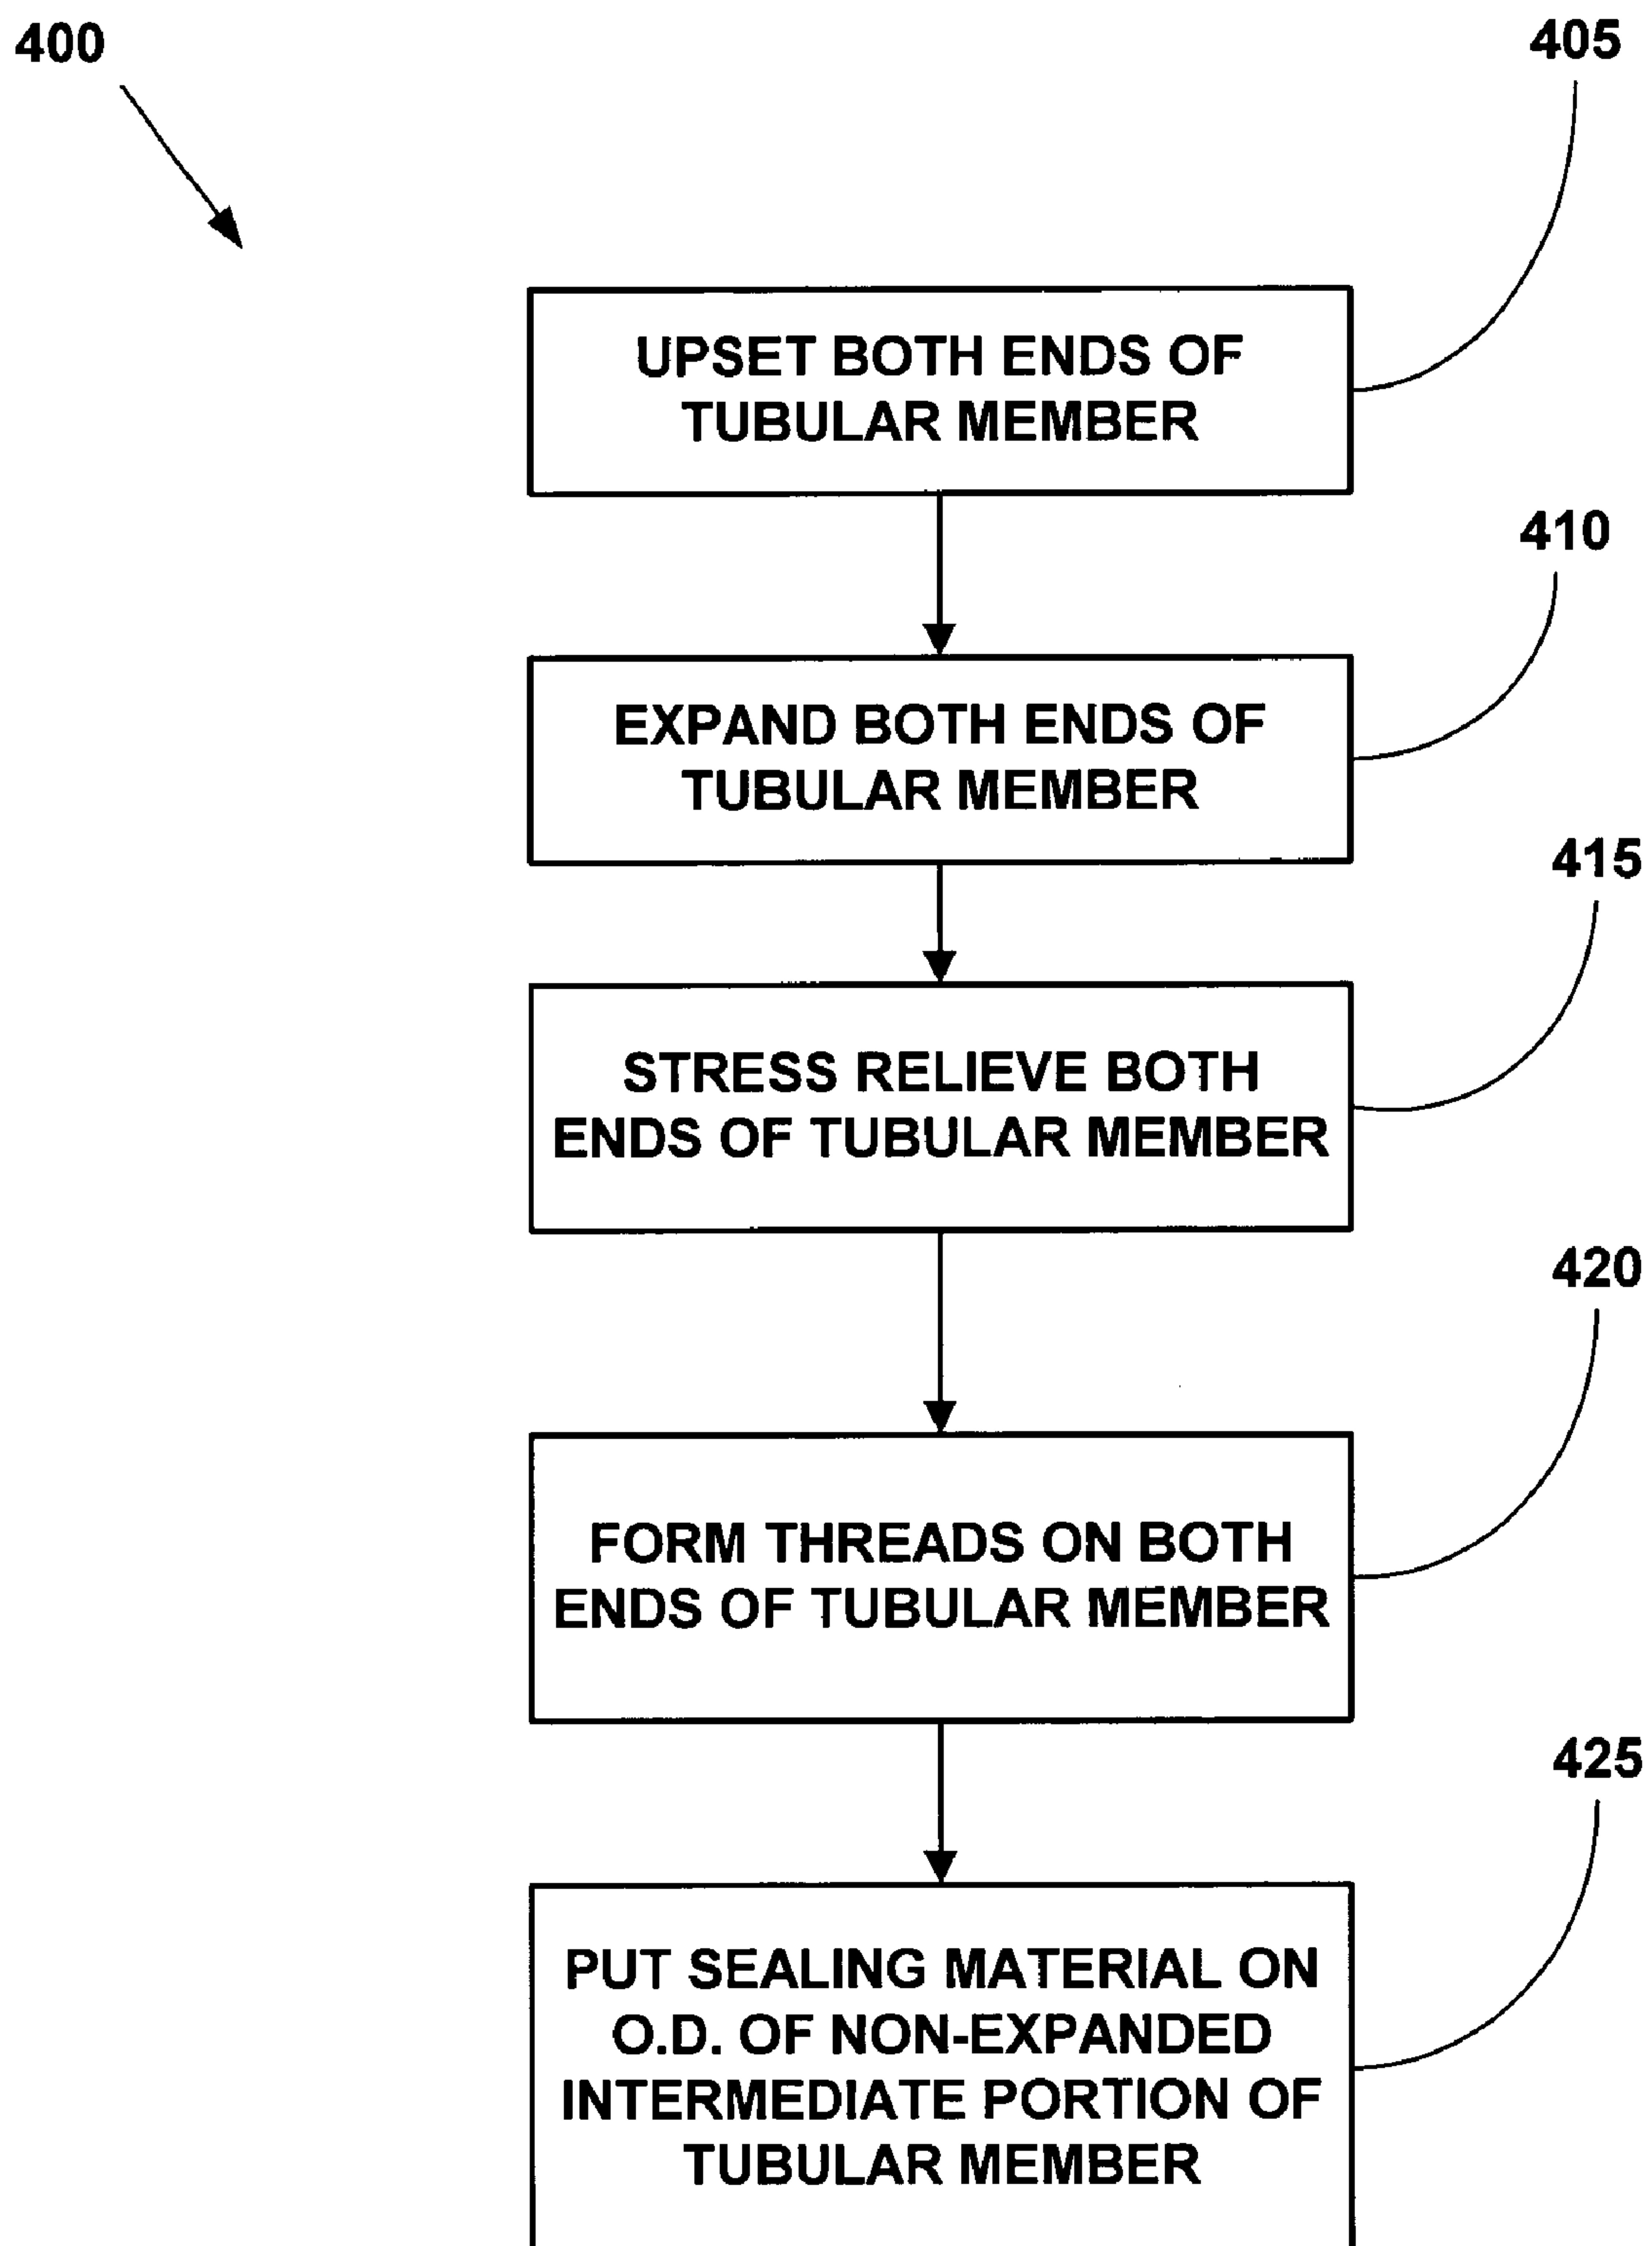 400
405
UPSET BOTH ENDS OF
TUBULAR MEMBER
410
EXPAND BOTH ENDS OF
TUBULAR MEMBER
415
STRESS RELIEVE BOTH
ENDS OF TUBULAR MEMBER
420
FORM THREADS ON BOTH
ENDS OF TUBULAR MEMBER
425
PUT SEALING MATERIAL ON
O.D. OF NON-EXPANDED
INTERMEDIATE PORTION OF
TUBULAR MEMBER